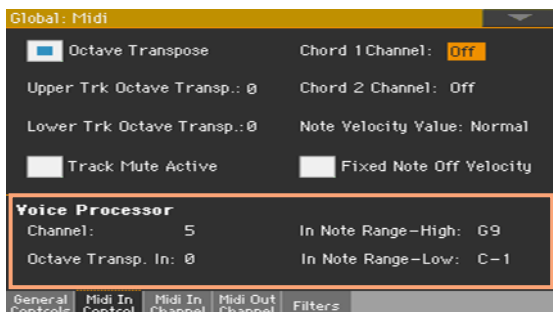 Global: Midi
Octave Transpose
Chord 1 Channel: Off
Upper Trk Octave Transp.: 0
Chord 2 Channel: Off
Lower Trk Octave Transp.:0
Note Velocity Value: Normal
Track Mute Active
Fixed Note Off Velocity
Voice Processor
Channel: 5
In Note Range-High: G9
Octave Transp. In: 0
In Note Range-Low: C-1
General Controls
Midi In Control
Midi In Channel
Midi Out Channel
Filters